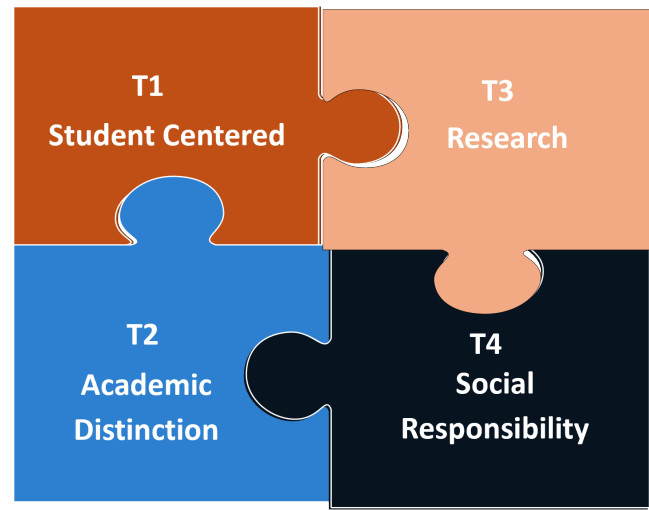 T1
Student Centered
T3
Research
T2
Academic
Distinction
T4
Social
Responsibility